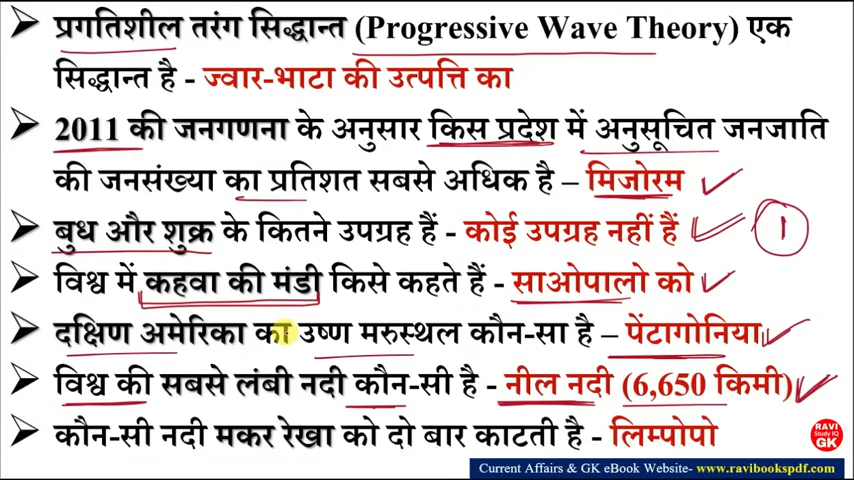 ➤ प्रगतिशील तरंग सिद्धान्त (Progressive Wave Theory) एक
सिद्धान्त है - ज्वार-भाटा की उत्पत्ति का
➤ 2011 की जनगणना के अनुसार किस प्रदेश में अनुसूचित जनजाति
की जनसंख्या का प्रतिशत सबसे अधिक है – मिजोरम
➤ बुध और शुक्र के कितने उपग्रह हैं - कोई उपग्रह नहीं हैं
१
➤ विश्व में कहवा की मंडी किसे कहते हैं - साओपालो को
➤ दक्षिण अमेरिका का उष्ण मरुस्थल कौन-सा है – पेंटागोनिया
➤ विश्व की सबसे लंबी नदी कौन-सी है - नील नदी (6,650 किमी)
➤ कौन-सी नदी मकर रेखा को दो बार काटती है - लिम्पोपो
RAVI
Study IQ
GK
Current Affairs & GK eBook Website- www.ravibookspdf.com